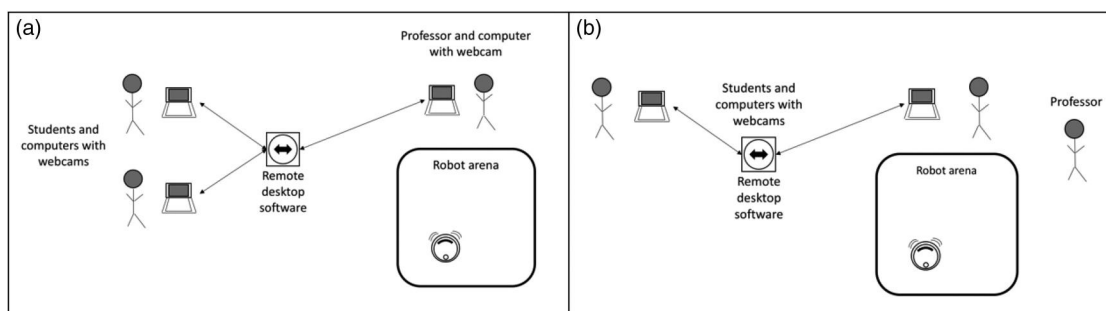 (a)
Professor and computer
with webcam
Students and
computers with
webcams
Remote
desktop
software
Robot arena
(b)
Students and
computers with
webcams
Professor
Remote
desktop
software
Robot arena